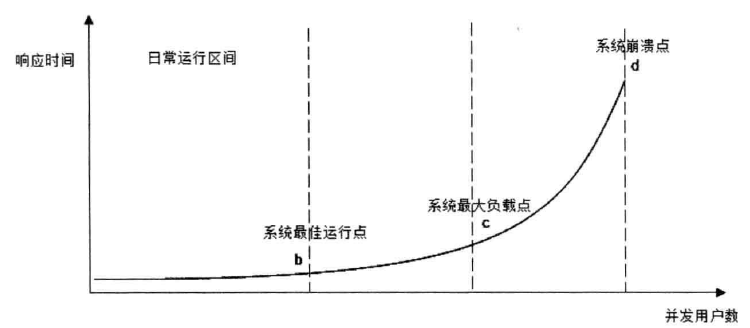 响应时间
日常运行区间
系统崩溃点
d
系统最大负载点
c
系统最佳运行点
b
并发用户数